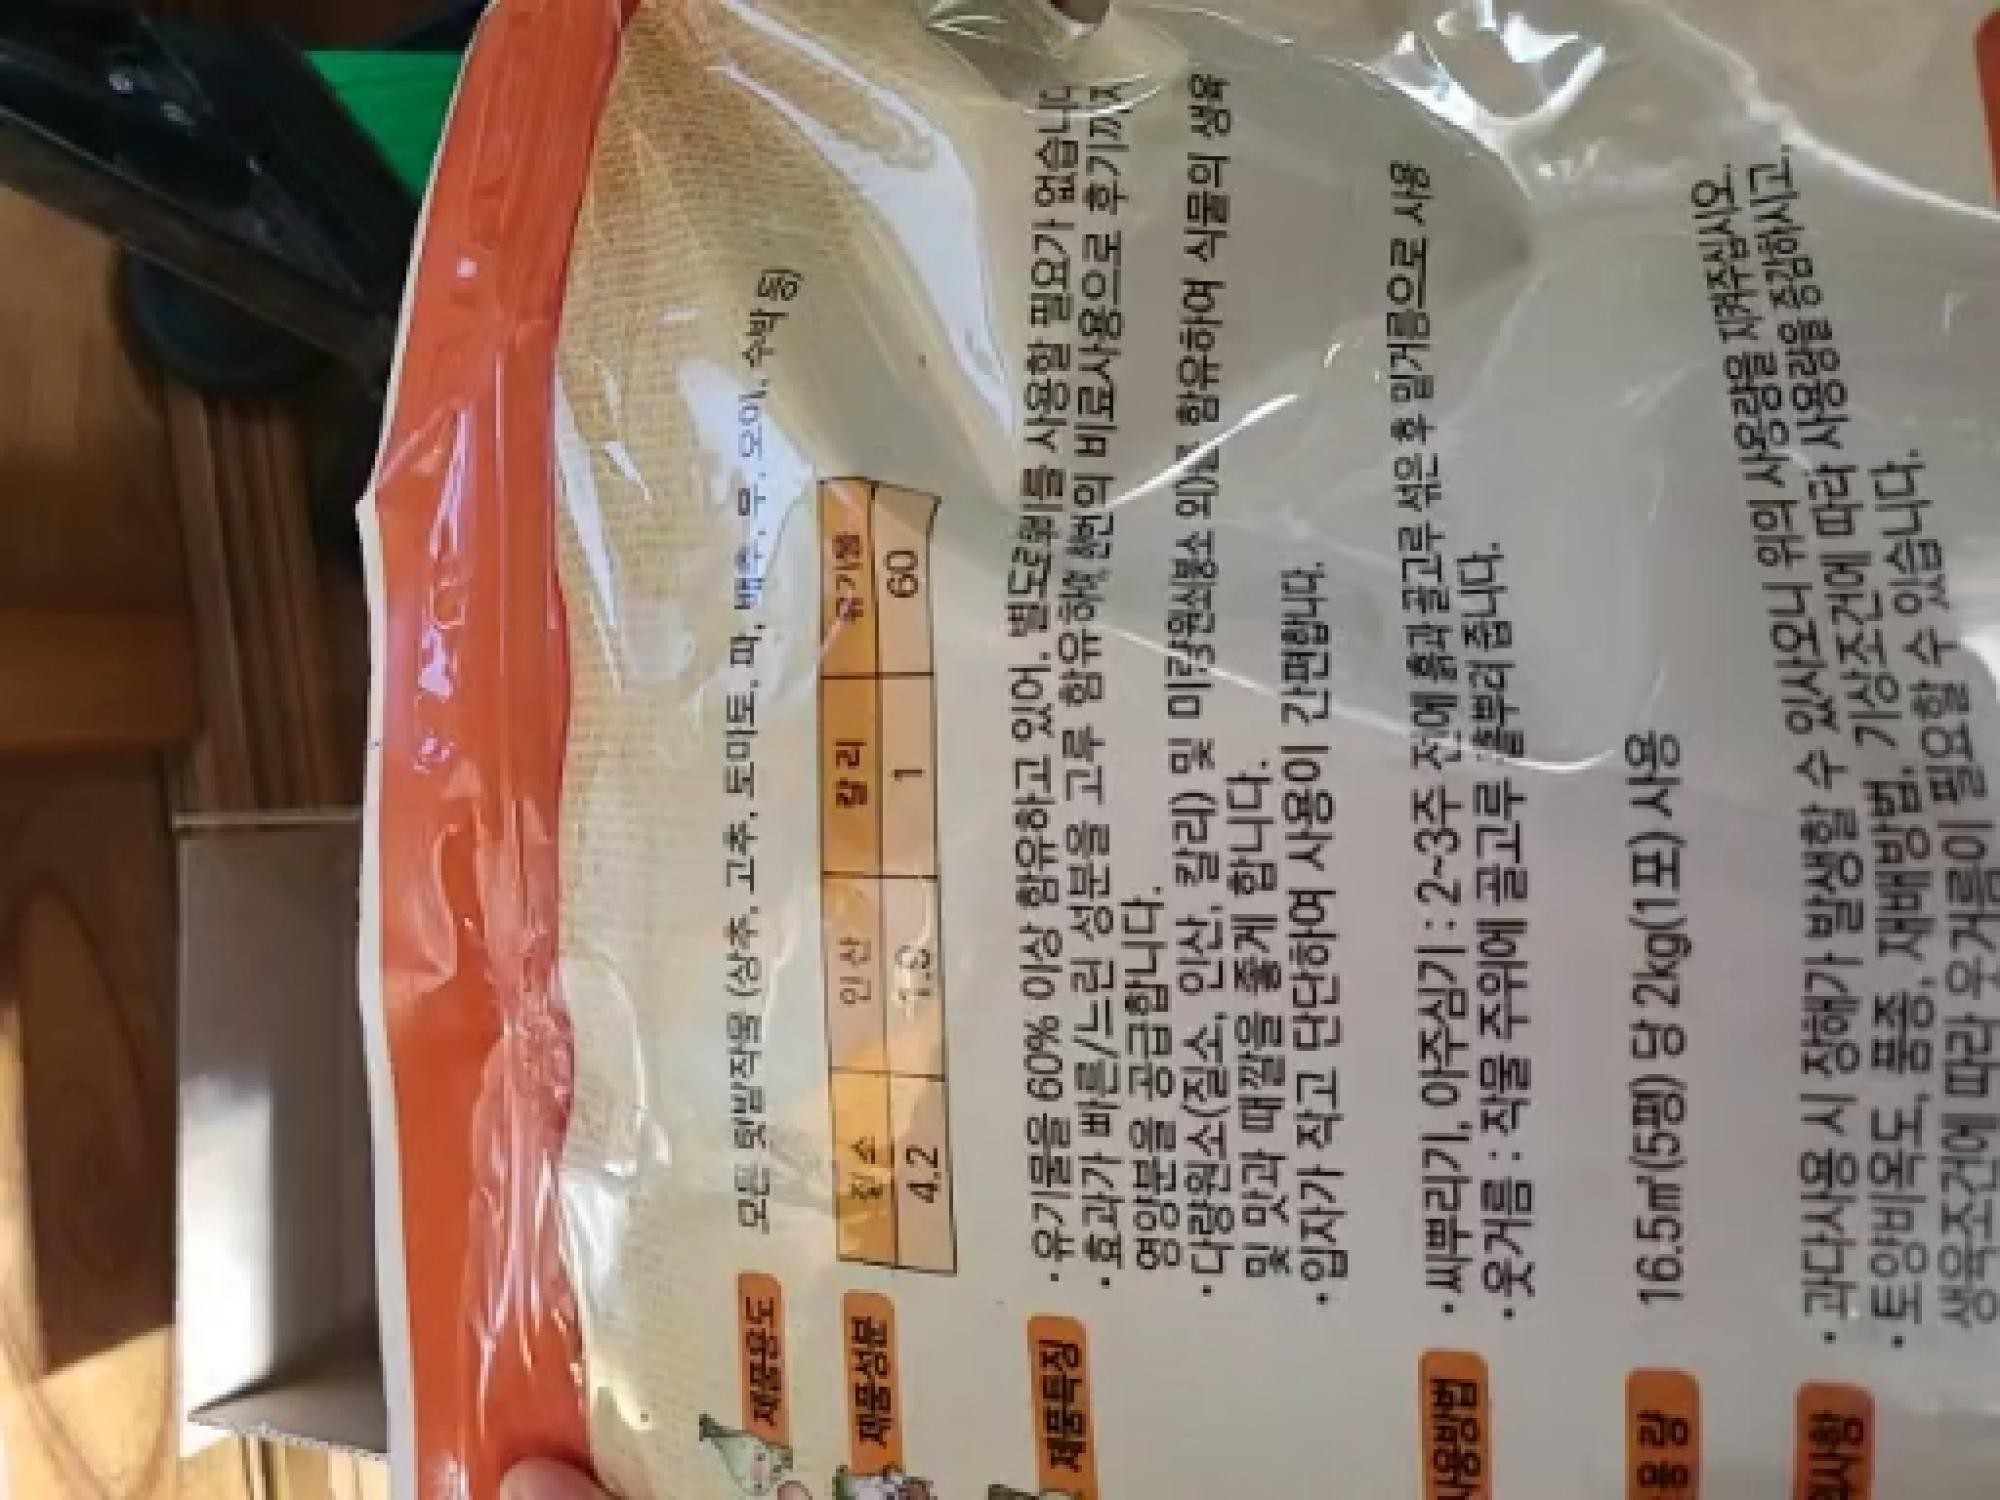 제품용도
모든 텃밭작물 (상추, 고추, 토마토, 파, 배추, 무, 오이, 수박 등)
제품성분
질소 인산 칼리 유기물
4.2 1.8 1 60
제품특징
· 유기물을 60% 이상 함유하고 있어, 별도로 퇴비를 사용할 필요가 없습니다
· 효과가 빠른/느린 성분을 고루 함유하여 한번의 비료사용으로 후기까지
영양분을 공급합니다.
· 다량원소(질소, 인산, 칼리) 및 미량원소(붕소 외)를 함유하여 식물의 생육
및 맛과 때깔을 좋게 합니다.
· 입자가 작고 단단하여 사용이 간편합니다.
사용방법
· 씨뿌리기, 아주심기 : 2~3주 전에 흙과 골고루 섞은 후 밑거름으로 사용
· 웃거름 : 작물 주위에 골고루 흩뿌려 줍니다.
용량
16.5㎡(5평) 당 2kg(1포) 사용
의사항
· 과다사용 시 장해가 발생할 수 있사오니 위의 사용량을 지켜주십시오.
· 토양비옥도, 품종, 재배방법, 기상조건에 따라 사용량을 증감하시고,
생육조건에 따라 웃거름이 필요할 수 있습니다.